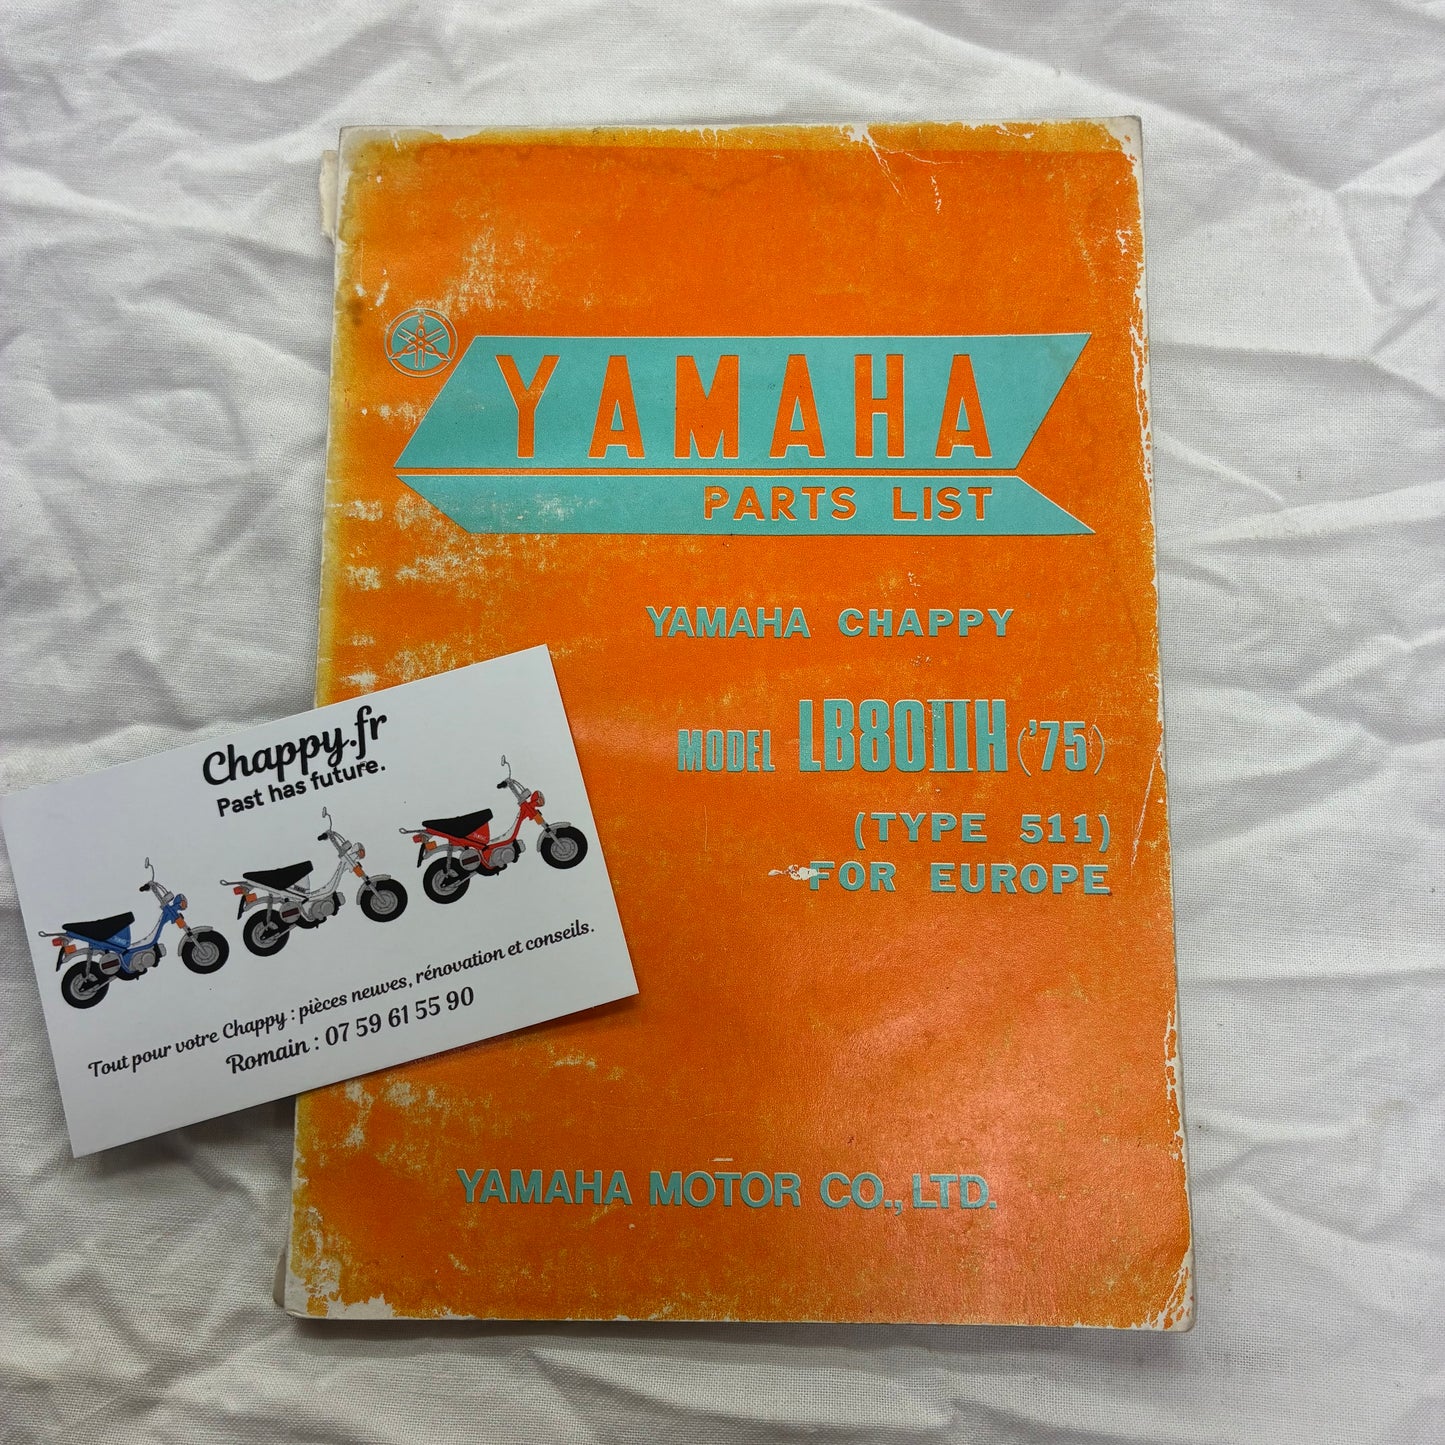 YAMAHA
PARTS LIST
YAMAHA CHAPPY
MODEL LB80IIH ('75)
(TYPE 511)
FOR EUROPE
YAMAHA MOTOR CO., LTD.
Chappy.fr
Past has future.
Tout pour votre Chappy : pièces neuves, rénovation et conseils.
Romain : 07 59 61 55 90